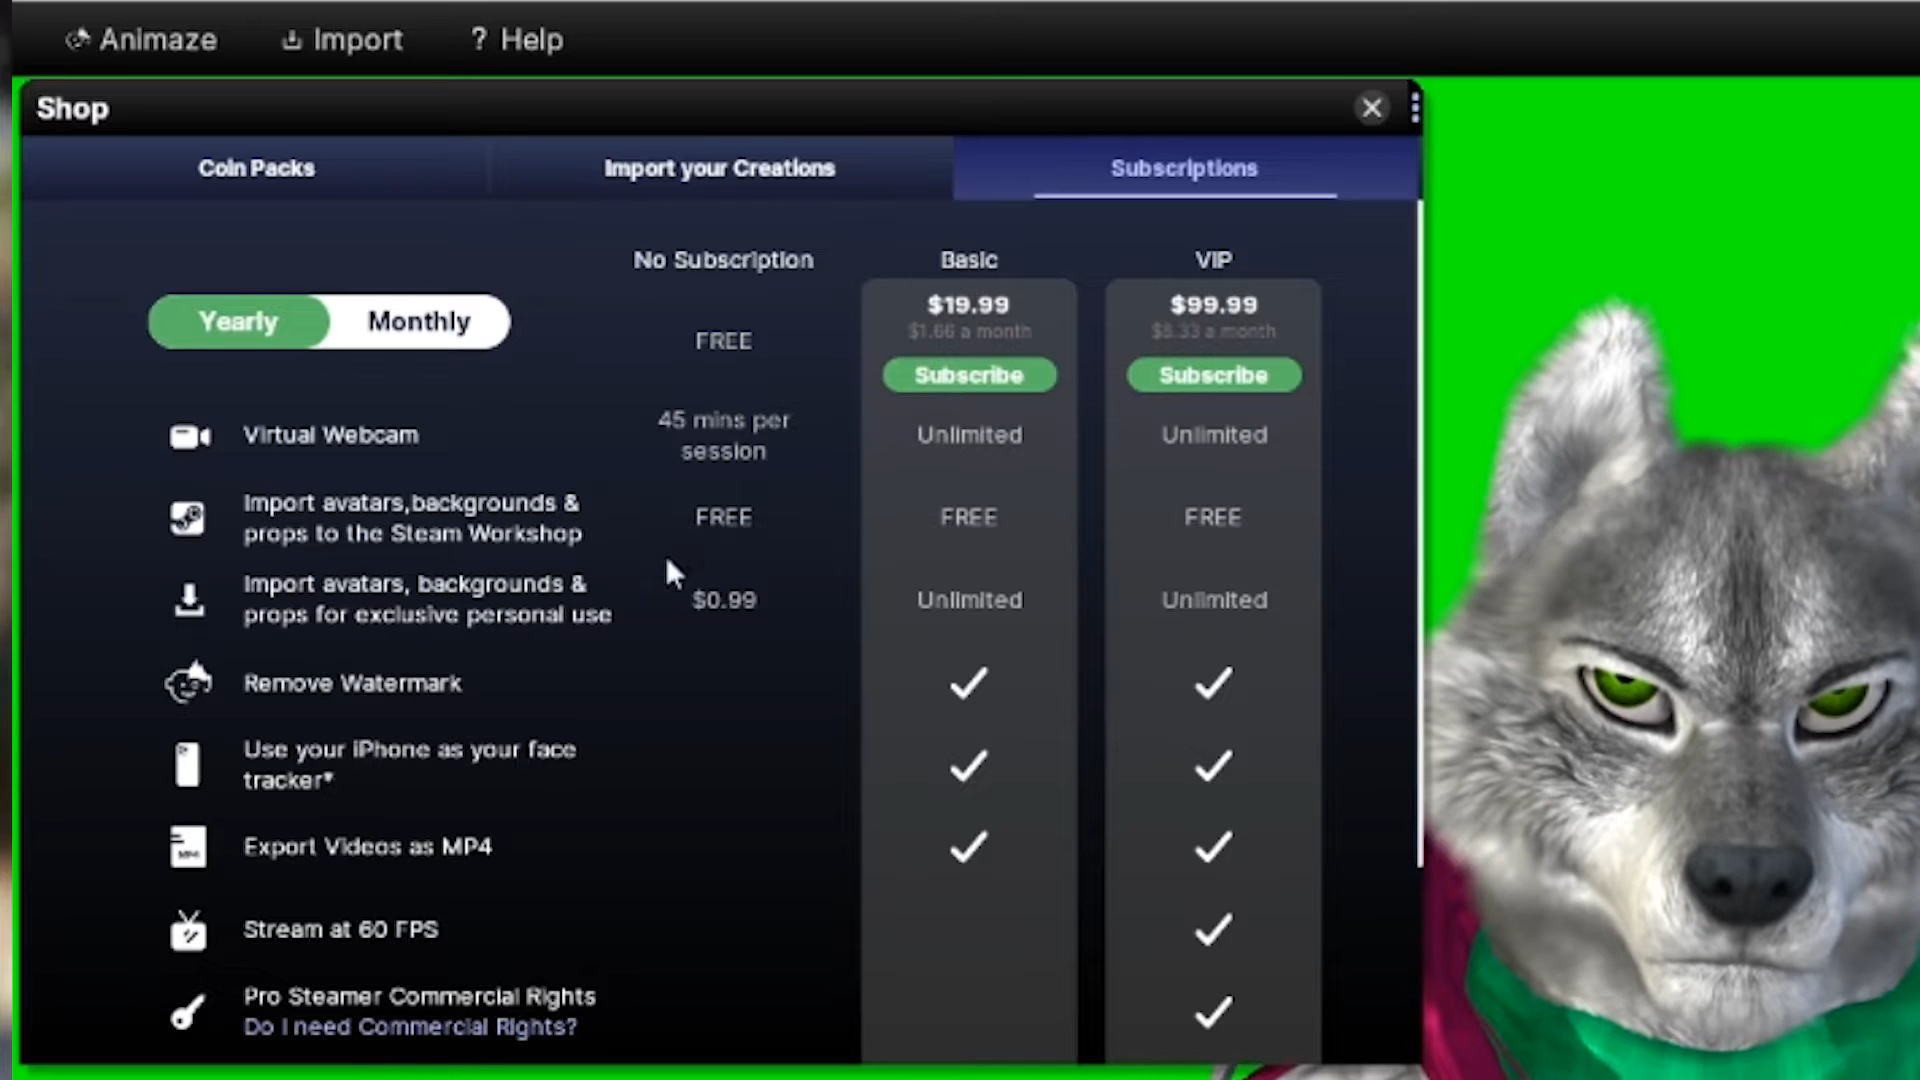 Animaze
Import
? Help
Shop
Coin Packs
Import your Creations
Subscriptions
No Subscription
Basic
VIP
Yearly
Monthly
FREE
$19.99
$1.66 a month
Subscribe
$99.99
$8.33 a month
Subscribe
Virtual Webcam
45 mins per
session
Unlimited
Unlimited
Import avatars,backgrounds &
props to the Steam Workshop
FREE
FREE
FREE
Import avatars, backgrounds &
props for exclusive personal use
$0.99
Unlimited
Unlimited
Remove Watermark
Use your iPhone as your face
tracker*
MP4
Export Videos as MP4
Stream at 60 FPS
Pro Steamer Commercial Rights
Do I need Commercial Rights?